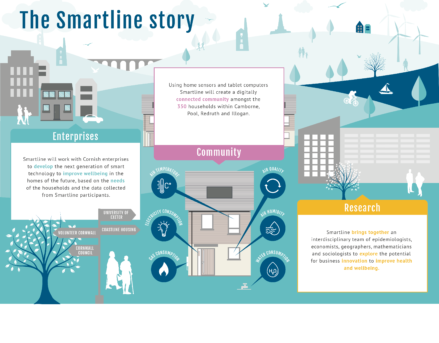 The Smartline story
Using home sensors and tablet computers
Smartline will create a digitally
connected community amongst the
550 households within Camborne,
Pool, Redruth and Illogan.
Community
Enterprises
Smartline will work with Cornish enterprises
to develop the next generation of smart
technology to improve wellbeing in the
homes of the future, based on the needs
of the households and the data collected
from Smartline participants.
AIR TEMPERATURE
AIR QUALITY
ELECTRICITY CONSUMPTION
AIR HUMIDITY
GAS CONSUMPTION
WATER CONSUMPTION
UNIVERSITY OF
EXETER
VOLUNTEER CORNWALL
COASTLINE HOUSING
CORNWALL
COUNCIL
Research
Smartline brings together an
interdisciplinary team of epidemiologists,
economists, geographers, mathematicians
and sociologists to explore the potential
for business innovation to improve health
and wellbeing.